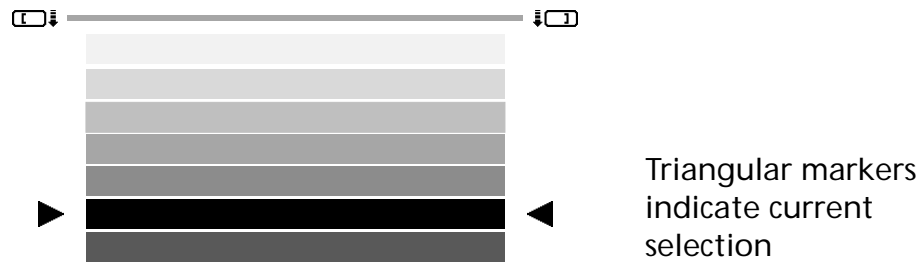 Triangular markers
indicate current
selection